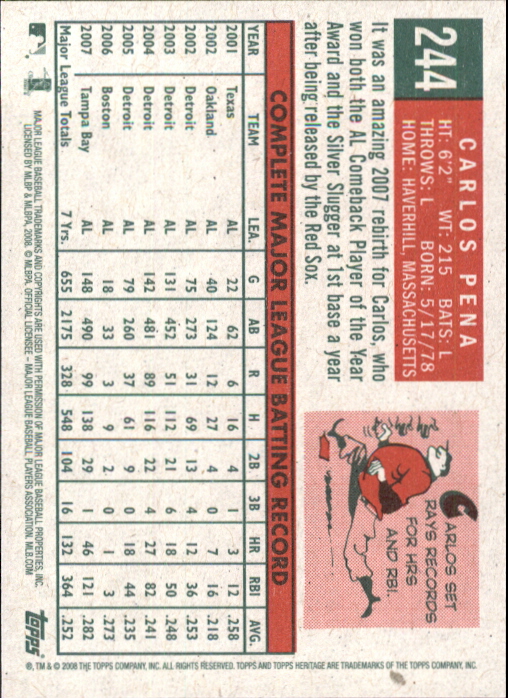 244
CARLOS PENA
HT: 6'2" WT: 215 BATS: L
THROWS: L BORN: 5/17/78
HOME: HAVERHILL, MASSACHUSETTS
It was an amazing 2007 rebirth for Carlos, who
won both the AL Comeback Player of the Year
Award and the Silver Slugger at 1st base a year
after being released by the Red Sox.
CARLOS SET
RAYS RECORDS
FOR HRS
AND RBI.
COMPLETE MAJOR LEAGUE BATTING RECORD
YEAR TEAM LEA. G AB R H 2B 3B HR RBI AVG.
2001 Texas AL 22 62 6 16 4 1 3 12 .258
2002 Oakland AL 40 124 12 27 4 0 7 16 .218
2002 Detroit AL 75 273 31 69 13 4 12 36 .253
2003 Detroit AL 131 452 51 112 21 6 18 50 .248
2004 Detroit AL 142 481 89 116 22 4 27 82 .241
2005 Detroit AL 79 260 37 61 9 0 18 44 .235
2006 Boston AL 18 33 3 9 2 0 1 3 .273
2007 Tampa Bay AL 148 490 99 138 29 1 46 121 .282
Major League Totals 7 Yrs. 655 2175 328 548 104 16 132 364 .252
MAJOR LEAGUE BASEBALL TRADEMARKS AND COPYRIGHTS ARE USED WITH PERMISSION OF MAJOR LEAGUE BASEBALL PROPERTIES, INC.
LICENSED BY MLBP & MLBPA, 2008. © MLBPA. OFFICIAL LICENSEE – MAJOR LEAGUE BASEBALL PLAYERS ASSOCIATION. MLB.COM
topps
®, TM & © 2008 THE TOPPS COMPANY, INC. ALL RIGHTS RESERVED. TOPPS AND TOPPS HERITAGE ARE TRADEMARKS OF THE TOPPS COMPANY, INC.